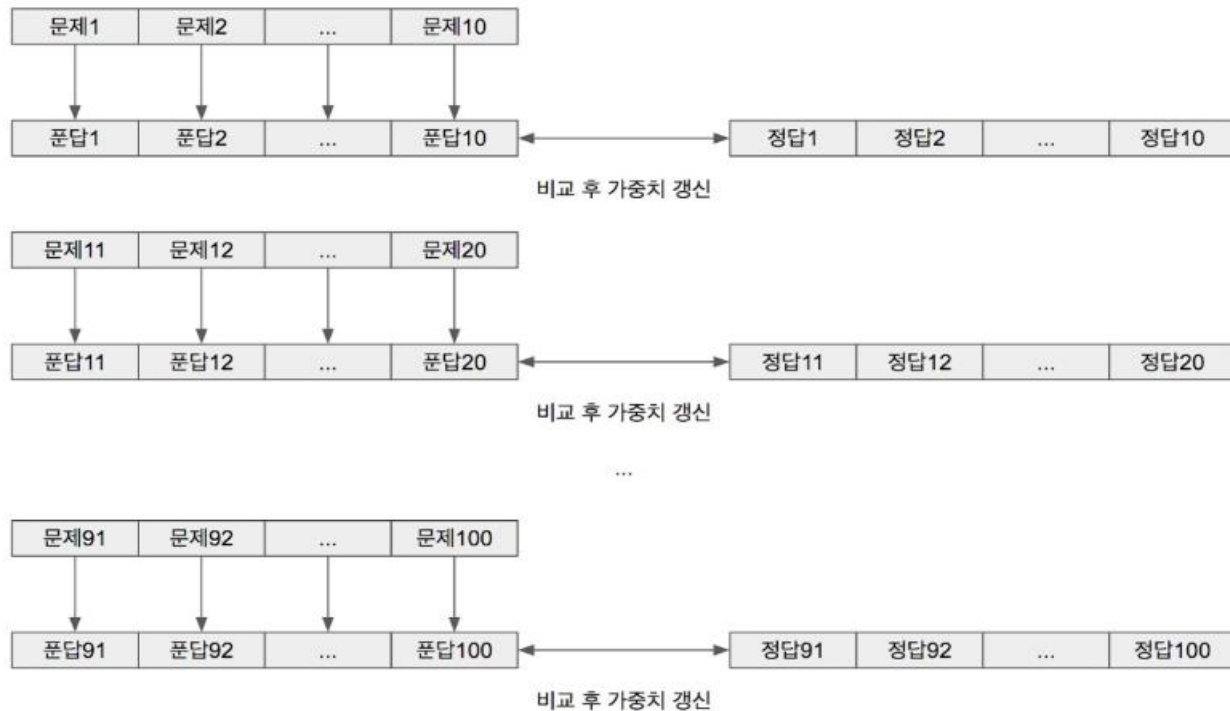 문제1 문제2 ... 문제10
푼답1 푼답2 ... 푼답10 정답1 정답2 ... 정답10
비교 후 가중치 갱신
문제11 문제12 ... 문제20
푼답11 푼답12 ... 푼답20 정답11 정답12 ... 정답20
비교 후 가중치 갱신
...
문제91 문제92 ... 문제100
푼답91 푼답92 ... 푼답100 정답91 정답92 ... 정답100
비교 후 가중치 갱신